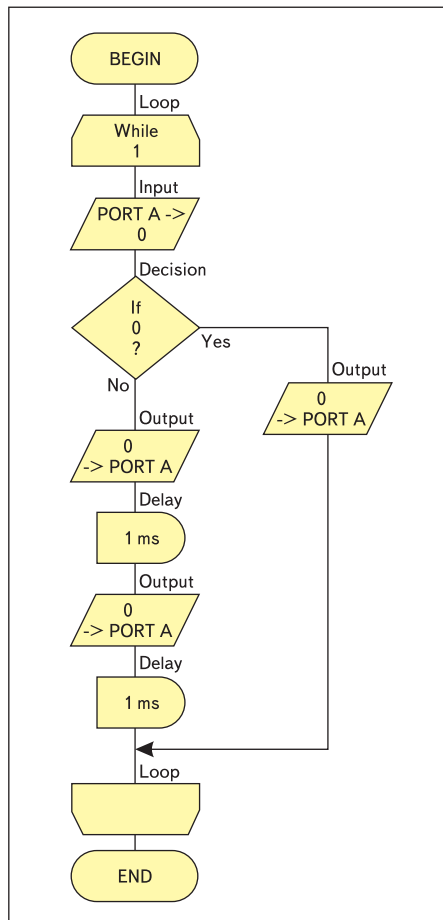 BEGIN
Loop
While
1
Input
PORT A ->
0
Decision
If
0
?
Yes
No
Output
0
-> PORT A
Output
0
-> PORT A
Delay
1 ms
Output
0
-> PORT A
Delay
1 ms
Loop
END